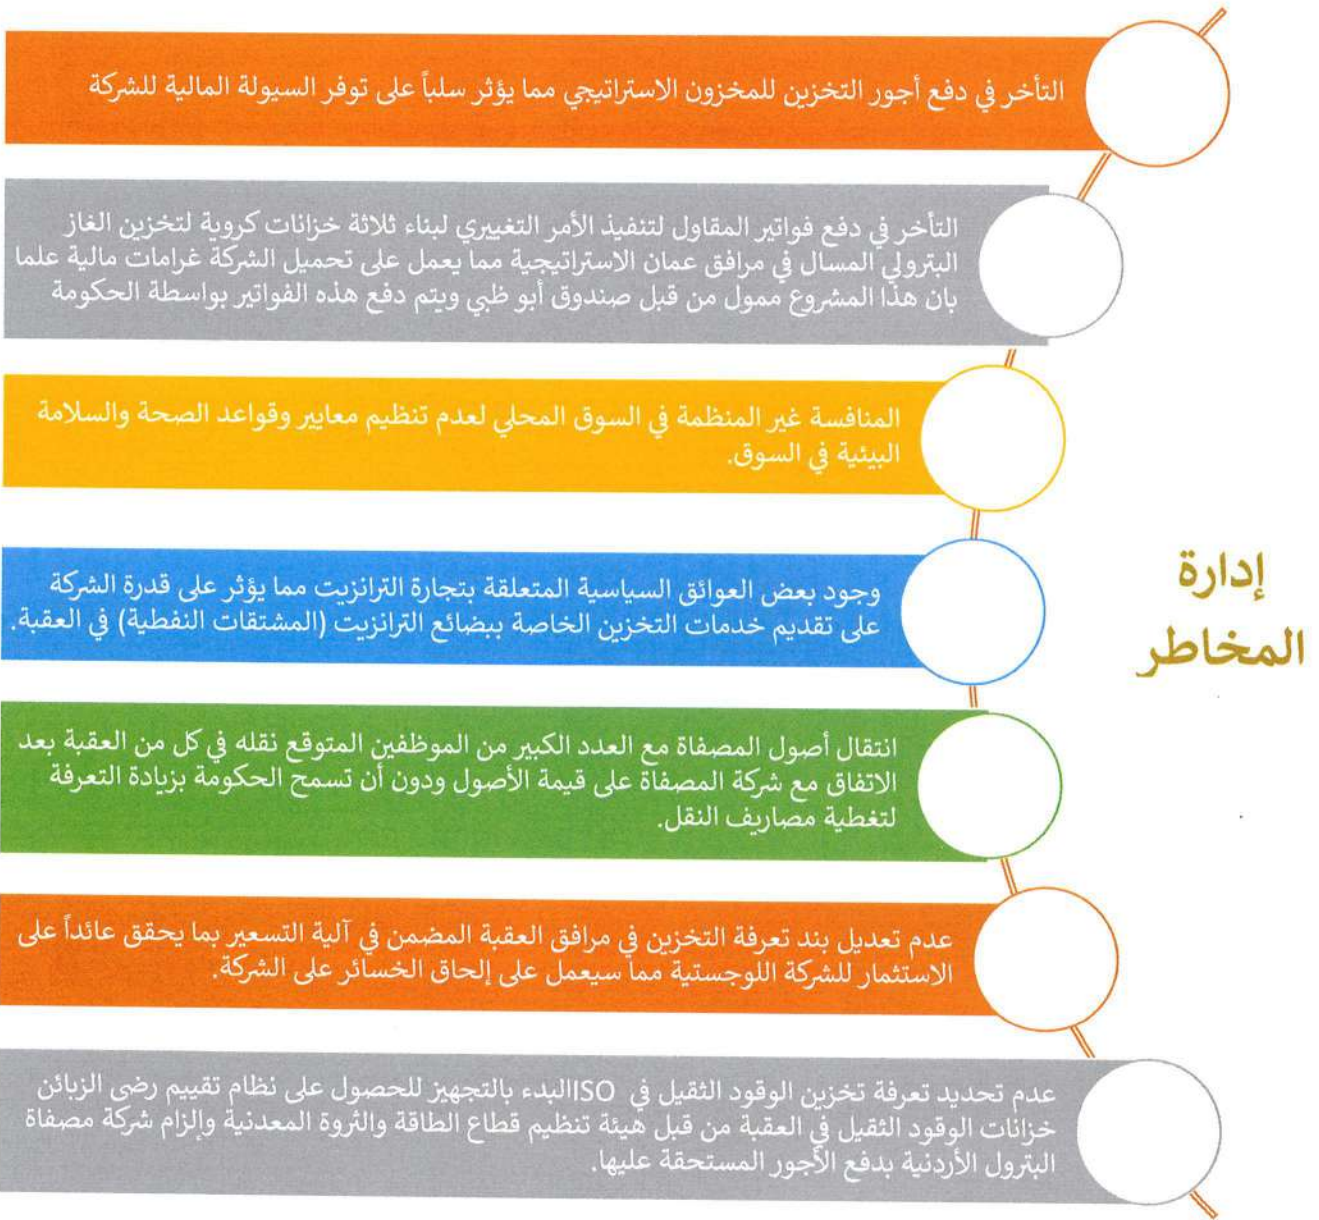 إدارة
المخاطر
التأخر في دفع أجور التخزين للمخزون الاستراتيجي مما يؤثر سلباً على توفر السيولة المالية للشركة
التأخر في دفع فواتير المقاول لتنفيذ الأمر التغييري لبناء ثلاثة خزانات كروية لتخزين الغاز
البترولي المسال في مرافق عمان الاستراتيجية مما يعمل على تحميل الشركة غرامات مالية علما
بان هذا المشروع ممول من قبل صندوق أبو ظبي ويتم دفع هذه الفواتير بواسطة الحكومة
المنافسة غير المنظمة في السوق المحلي لعدم تنظيم معايير وقواعد الصحة والسلامة
البيئية في السوق.
وجود بعض العوائق السياسية المتعلقة بتجارة الترانزيت مما يؤثر على قدرة الشركة
على تقديم خدمات التخزين الخاصة ببضائع الترانزيت (المشتقات النفطية) في العقبة.
انتقال أصول المصفاة مع العدد الكبير من الموظفين المتوقع نقله في كل من العقبة بعد
الاتفاق مع شركة المصفاة على قيمة الأصول ودون أن تسمح الحكومة بزيادة التعرفة
لتغطية مصاريف النقل.
عدم تعديل بند تعرفة التخزين في مرافق العقبة المضمن في آلية التسعير بما يحقق عائداً على
الاستثمار للشركة اللوجستية مما سيعمل على إلحاق الخسائر على الشركة.
عدم تحديد تعرفة تخزين الوقود الثقيل في ISOالبدء بالتجهيز للحصول على نظام تقييم رضى الزبائن
خزانات الوقود الثقيل في العقبة من قبل هيئة تنظيم قطاع الطاقة والثروة المعدنية وإلزام شركة مصفاة
البترول الأردنية بدفع الأجور المستحقة عليها.